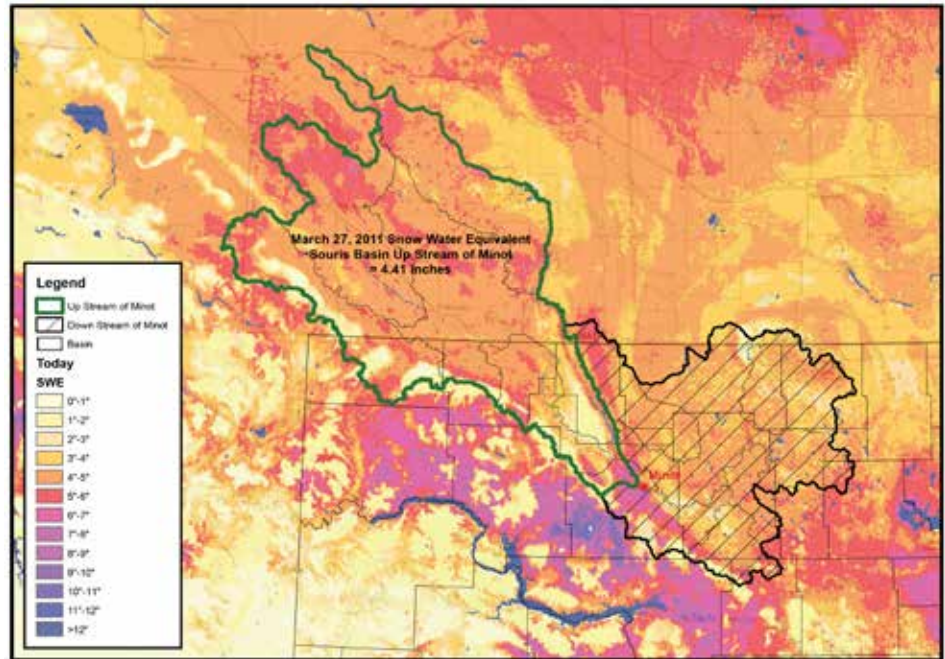 March 27, 2011 Snow Water Equivalent
Souris Basin Up Stream of Minot
= 4.41 Inches
Legend
Up Stream of Minot
Down Stream of Minot
Basin
Today
SWE
0"-1"
1"-2"
2"-3"
3"-4"
4"-5"
5"-6"
6"-7"
7"-8"
8"-9"
9"-10"
10"-11"
11"-12"
>12"
Minot